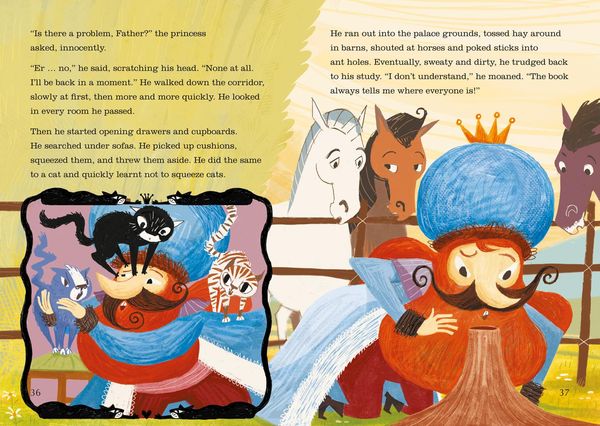 “Is there a problem, Father?” the princess
asked, innocently.
“Er … no,” he said, scratching his head. “None at all.
I’ll be back in a moment.” He walked down the corridor,
slowly at first, then more and more quickly. He looked
in every room he passed.
Then he started opening drawers and cupboards.
He searched under sofas. He picked up cushions,
squeezed them, and threw them aside. He did the same
to a cat and quickly learnt not to squeeze cats.
36
He ran out into the palace grounds, tossed hay around
in barns, shouted at horses and poked sticks into
ant holes. Eventually, sweaty and dirty, he trudged back
to his study. “I don’t understand,” he moaned. “The book
always tells me where everyone is!”
37